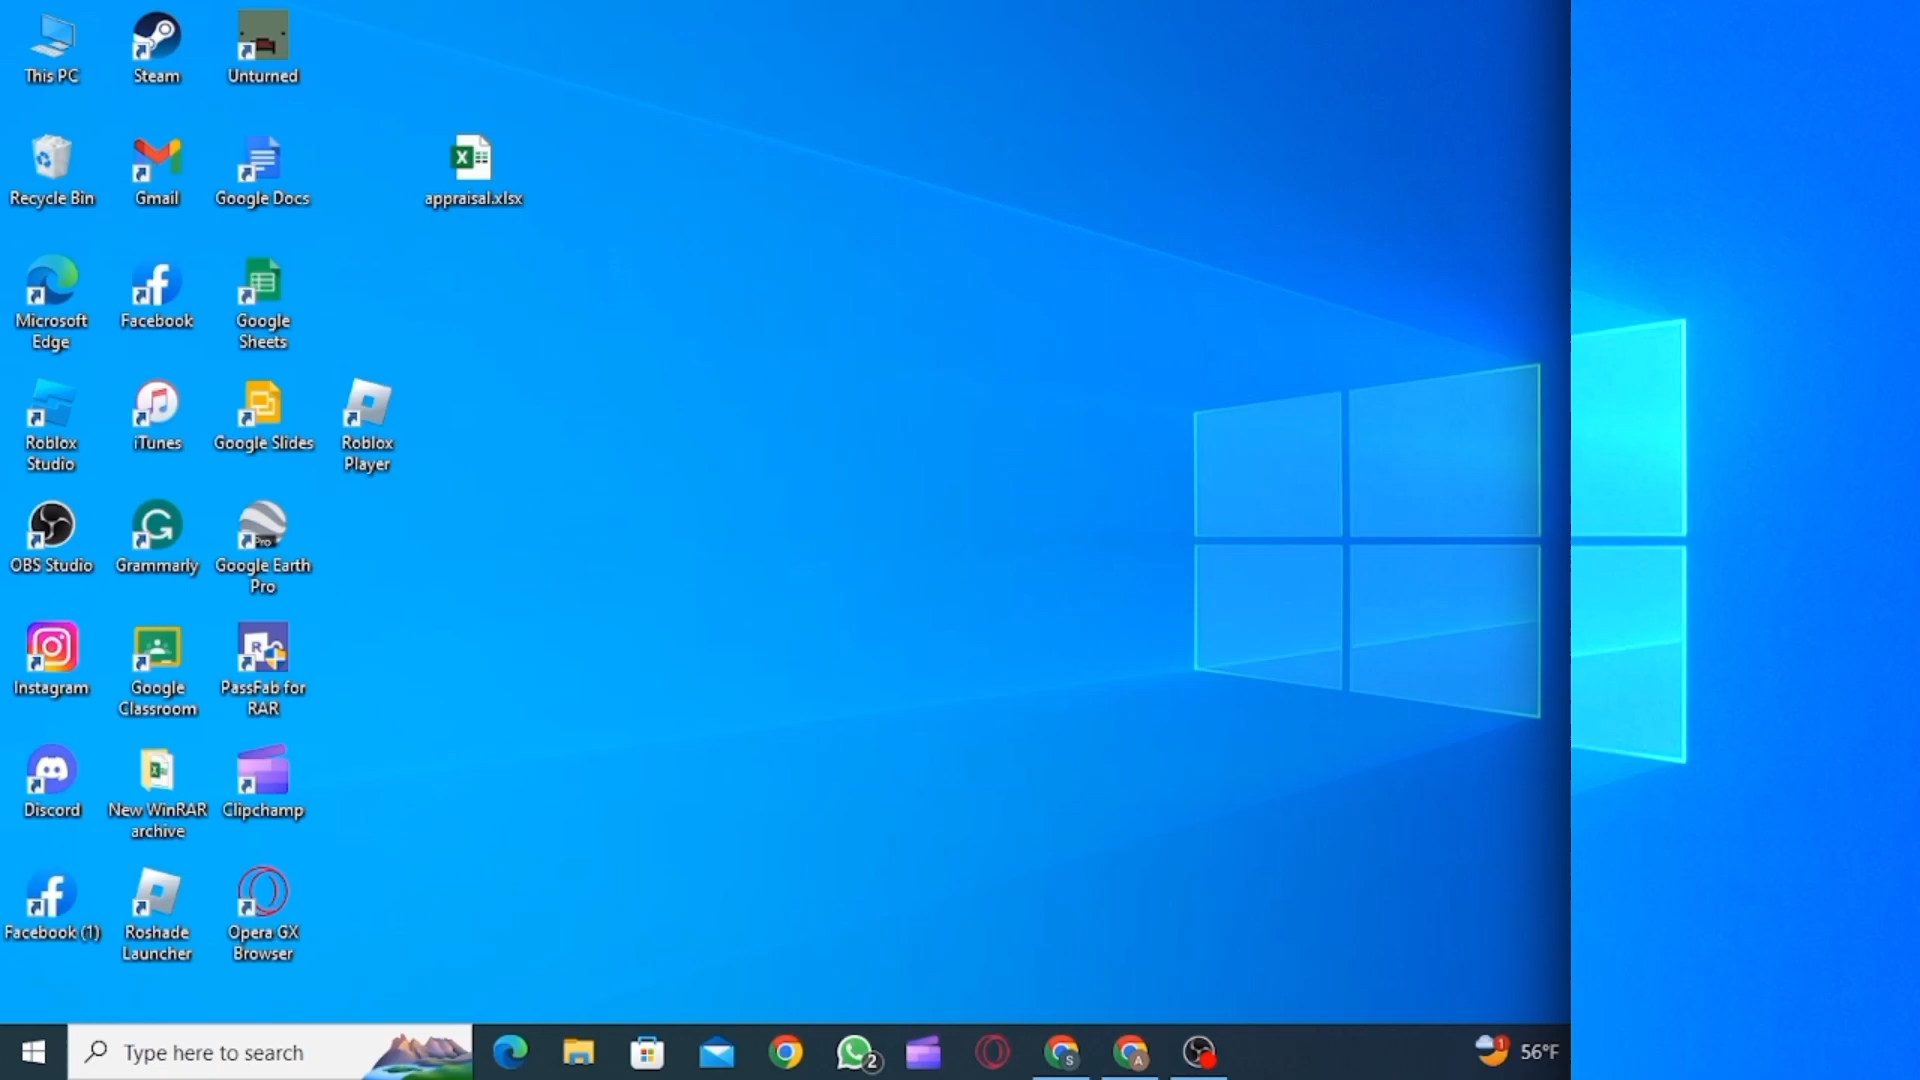 This PC
Steam
Unturned
Recycle Bin
Gmail
Google Docs
appraisal.xlsx
Microsoft
Edge
Facebook
Google
Sheets
Roblox
Studio
iTunes
Google Slides
Roblox
Player
OBS Studio
Grammarly
Pro
Google Earth
Pro
Instagram
Google
Classroom
R
PassFab for
RAR
Discord
New WinRAR
archive
Clipchamp
Facebook (1)
Roshade
Launcher
Opera GX
Browser
Type here to search
2
S
A
1
56°F